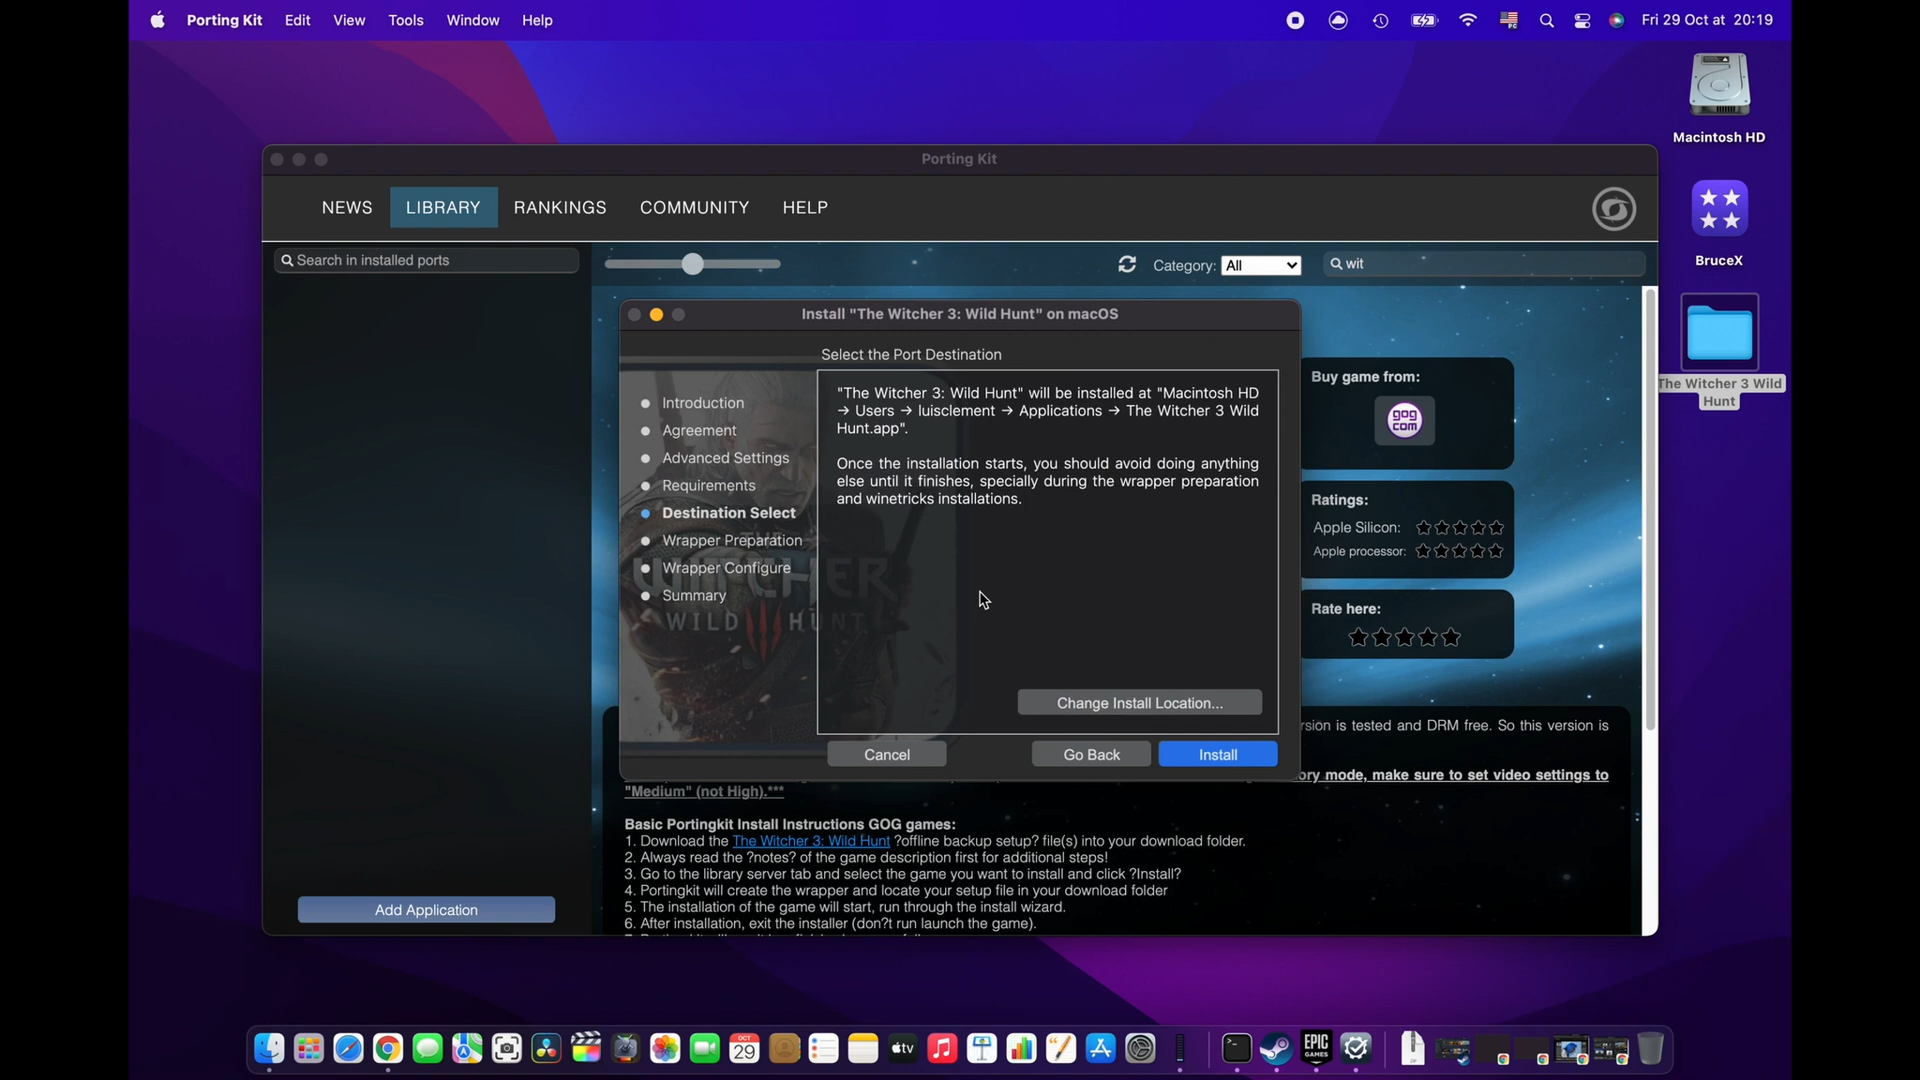 Porting Kit Edit View Tools Window Help Fri 29 Oct at 20:19
Macintosh HD
BruceX
The Witcher 3 Wild
Hunt
Porting Kit
NEWS LIBRARY RANKINGS COMMUNITY HELP
Search in installed ports
Category: All
wit
Install "The Witcher 3: Wild Hunt" on macOS
Select the Port Destination
Introduction
Agreement
Advanced Settings
Requirements
Destination Select
Wrapper Preparation
Wrapper Configure
Summary
THE
WITCHER
WILD HUNT
"The Witcher 3: Wild Hunt" will be installed at "Macintosh HD
→ Users → luisclement → Applications → The Witcher 3 Wild
Hunt.app".
Once the installation starts, you should avoid doing anything
else until it finishes, specially during the wrapper preparation
and winetricks installations.
Change Install Location...
Cancel Go Back Install
Buy game from:
GOG
COM
Ratings:
Apple Silicon:
Apple processor:
Rate here:
rsion is tested and DRM free. So this version is
ory mode, make sure to set video settings to
"Medium" (not High).***
Basic Portingkit Install Instructions GOG games:
1. Download the The Witcher 3: Wild Hunt ?offline backup setup? file(s) into your download folder.
2. Always read the ?notes? of the game description first for additional steps!
3. Go to the library server tab and select the game you want to install and click ?Install?
4. Portingkit will create the wrapper and locate your setup file in your download folder
5. The installation of the game will start, run through the install wizard.
6. After installation, exit the installer (don?t run launch the game).
Add Application
OCT
29
tv
EPIC
GAMES